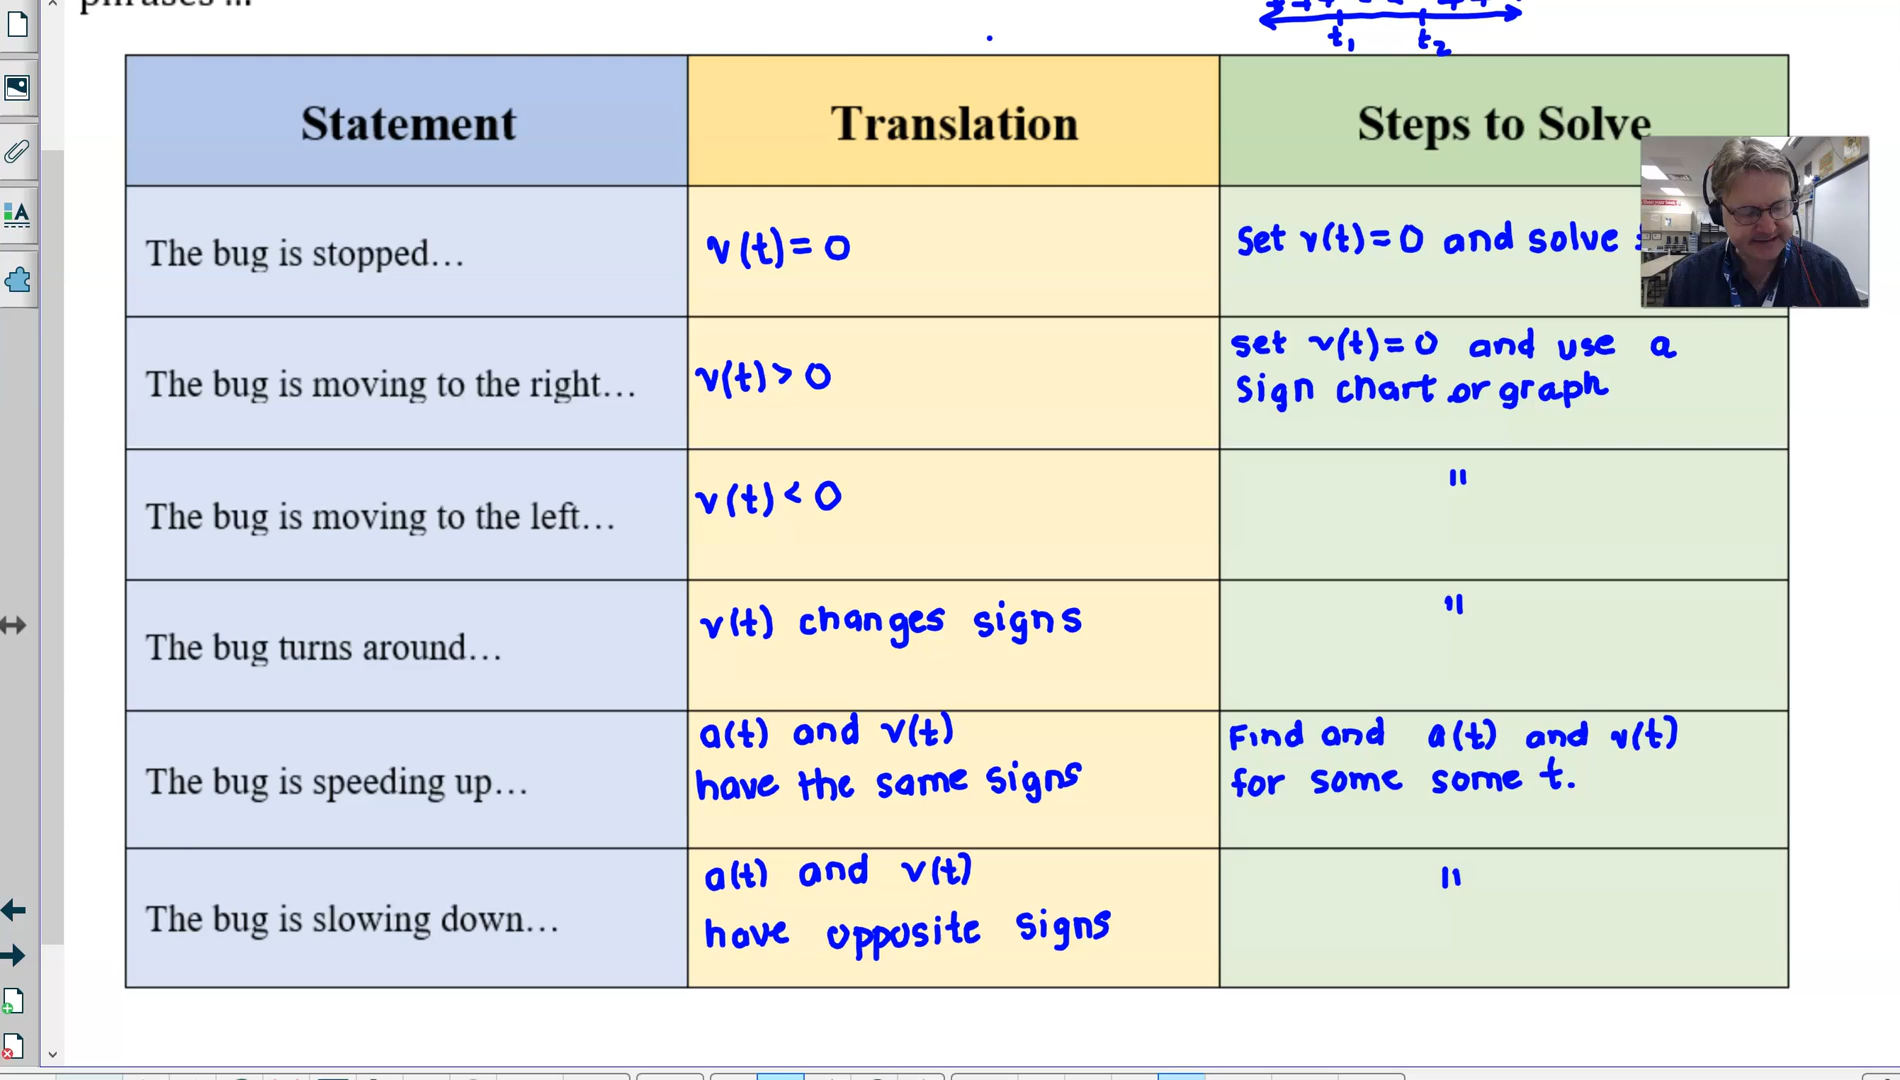 phrases ...
t₁ t₂
Statement
Translation
Steps to Solve
The bug is stopped…
v(t) = 0
Set v(t) = 0 and solve
The bug is moving to the right…
v(t) > 0
set v(t) = 0 and use a
sign chart or graph
The bug is moving to the left…
v(t) < 0
"
The bug turns around…
v(t) changes signs
"
The bug is speeding up…
a(t) and v(t)
have the same signs
Find and a(t) and v(t)
for some some t.
The bug is slowing down…
a(t) and v(t)
have opposite signs
"